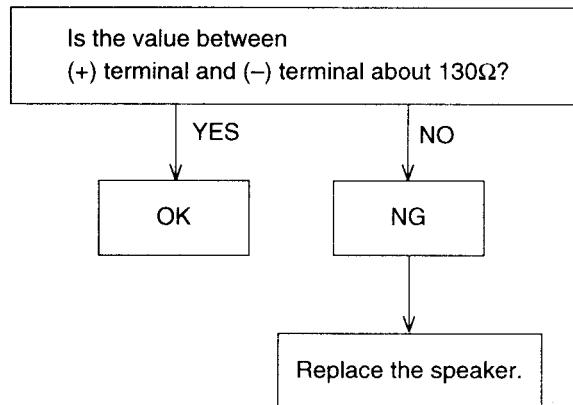 Is the value between
(+) terminal and (–) terminal about 130Ω?
YES
NO
OK
NG
Replace the speaker.